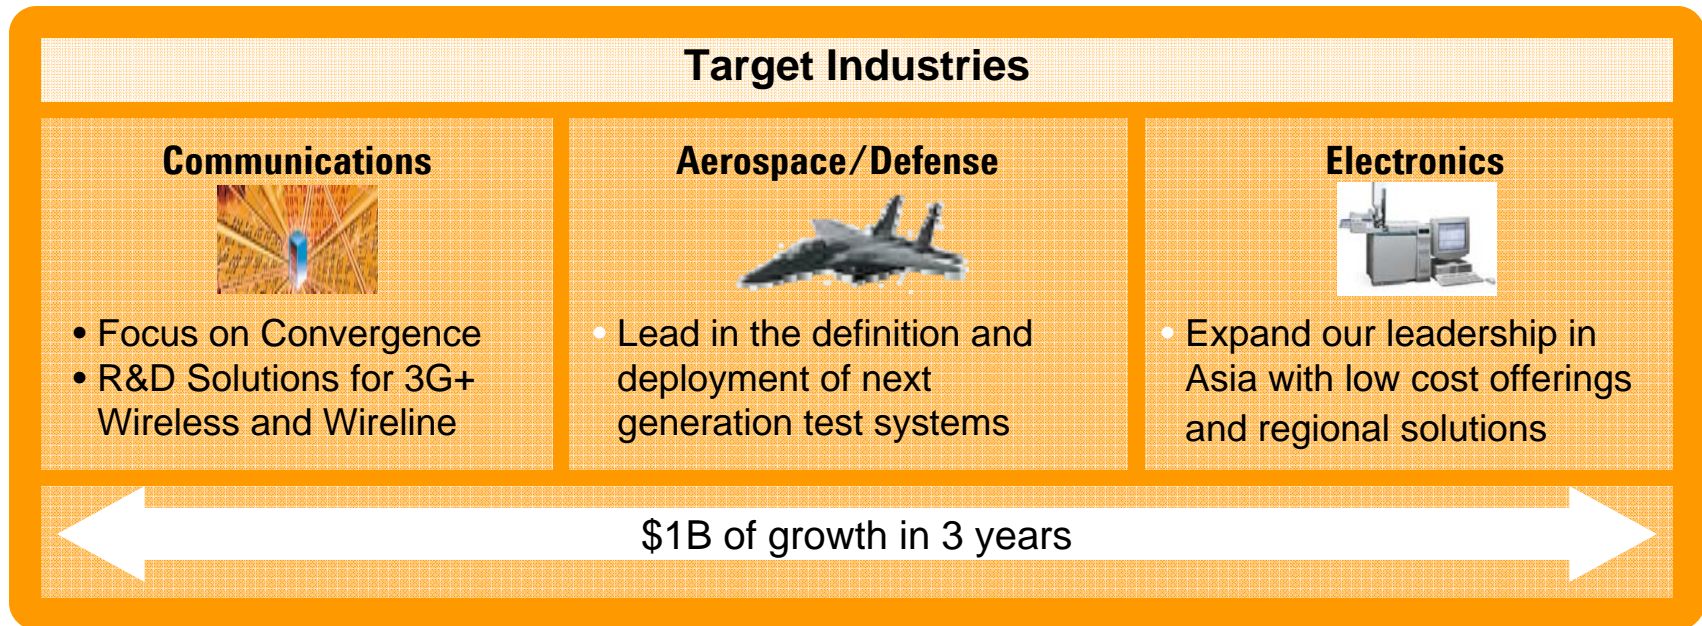 Target Industries
Communications
• Focus on Convergence
• R&D Solutions for 3G+
Wireless and Wireline
Aerospace/Defense
• Lead in the definition and
deployment of next
generation test systems
Electronics
• Expand our leadership in
Asia with low cost offerings
and regional solutions
$1B of growth in 3 years